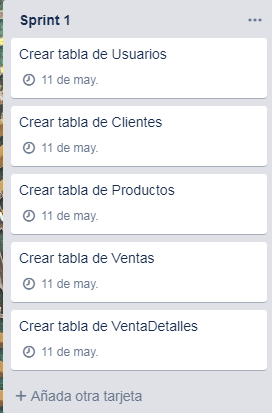 Sprint 1
Crear tabla de Usuarios
11 de may.
Crear tabla de Clientes
11 de may.
Crear tabla de Productos
11 de may.
Crear tabla de Ventas
11 de may.
Crear tabla de VentaDetalles
11 de may.
+ Añada otra tarjeta